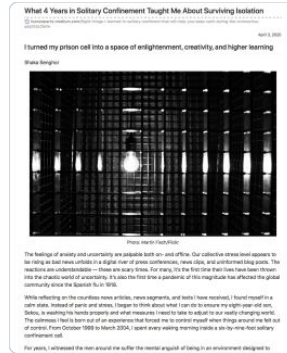 What 4 Years in Solitary Confinement Taught Me About Surviving Isolation
April 3, 2020
I turned my prison cell into a space of enlightenment, creativity, and higher learning
Shaka Senghor
Photo: Martin Fisch/Flickr
The feelings of anxiety and uncertainty are palpable both on- and offline. Our collective stress level appears to
be rising as bad news unfolds in a digital river of press conferences, news clips, and uninformed blog posts. The
reactions are understandable — these are scary times. For many, it's the first time their lives have been thrown
into the chaotic world of uncertainty. It's also the first time a pandemic of this magnitude has affected the global
community since the Spanish flu in 1918.
While reflecting on the countless news articles, news segments, and texts I have received, I found myself in a
calm state. Instead of panic and stress, I began to think about what I can do to ensure my eight-year-old son,
Sekou, is washing his hands properly and what measures I need to take to adjust to our vastly changing world.
The calmness I feel is born out of an experience that forced me to control myself when things around me felt out
of control. From October 1999 to March 2004, I spent every waking morning inside a six-by-nine-foot solitary
confinement cell.
For years, I witnessed the men around me suffer the mental anguish of being in an environment designed to